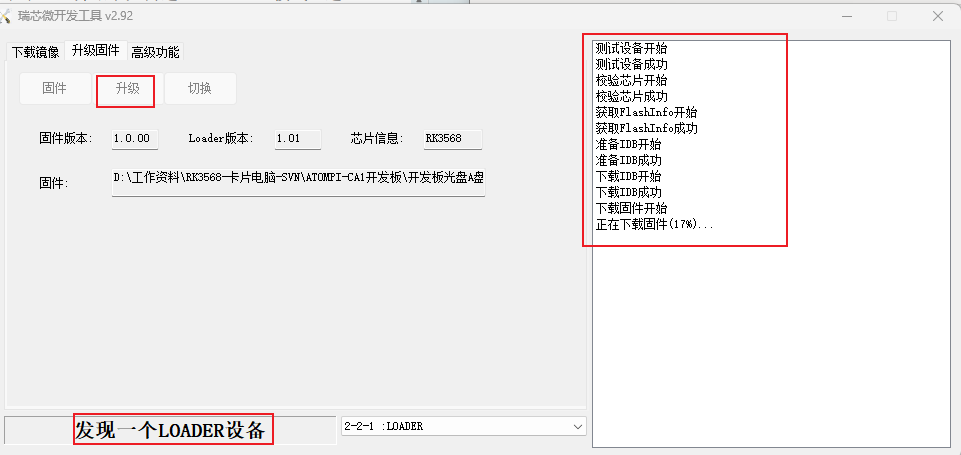 瑞芯微开发工具 v2.92
下载镜像 升级固件 高级功能
固件 升级 切换
固件版本: 1.0.00 Loader版本: 1.01 芯片信息: RK3568
固件: D:\工作资料\RK3568-卡片电脑-SVN\ATOMPI-CA1开发板\开发板光盘A盘
发现一个LOADER设备 2-2-1 :LOADER
测试设备开始
测试设备成功
校验芯片开始
校验芯片成功
获取FlashInfo开始
获取FlashInfo成功
准备IDB开始
准备IDB成功
下载IDB开始
下载IDB成功
下载固件开始
正在下载固件(17%)...